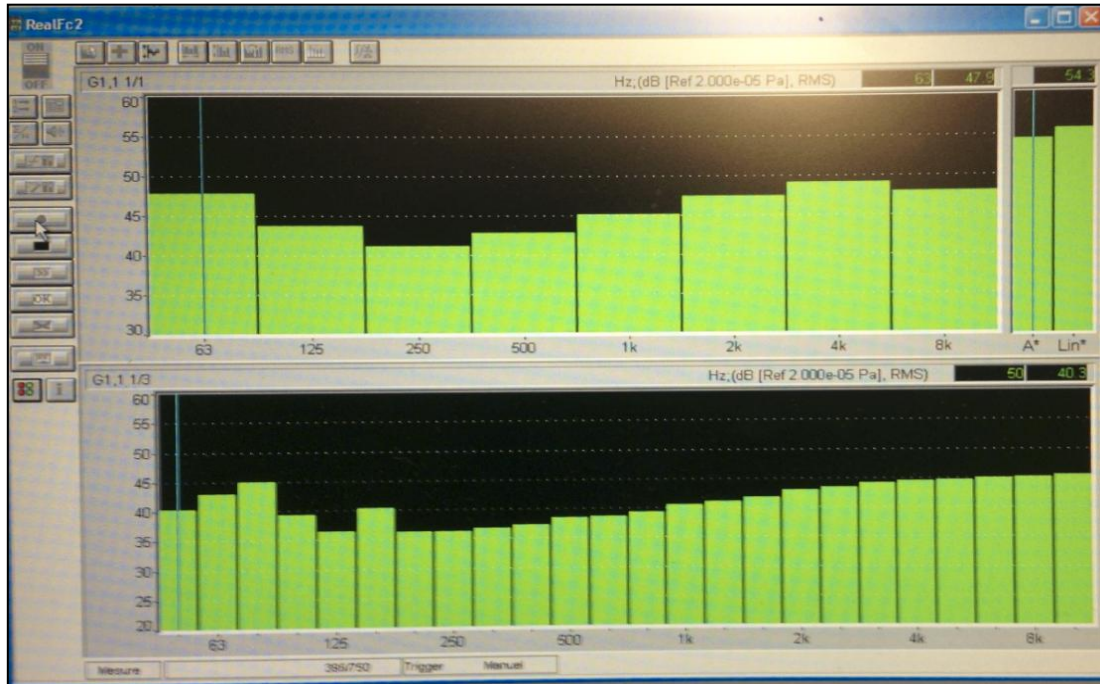 RealFc2
ON
OFF
G1,1 1/1
Hz;(dB [Ref 2.000e-05 Pa], RMS)
63
47.9
54.3
60
55
50
45
40
35
30
63 125 250 500 1k 2k 4k 8k
A* Lin*
OK
G1,1 1/3
Hz;(dB [Ref 2.000e-05 Pa], RMS)
50
40.3
60
55
50
45
40
35
30
25
20
63 125 250 500 1k 2k 4k 8k
Mesure 386/750 Trigger Manuel